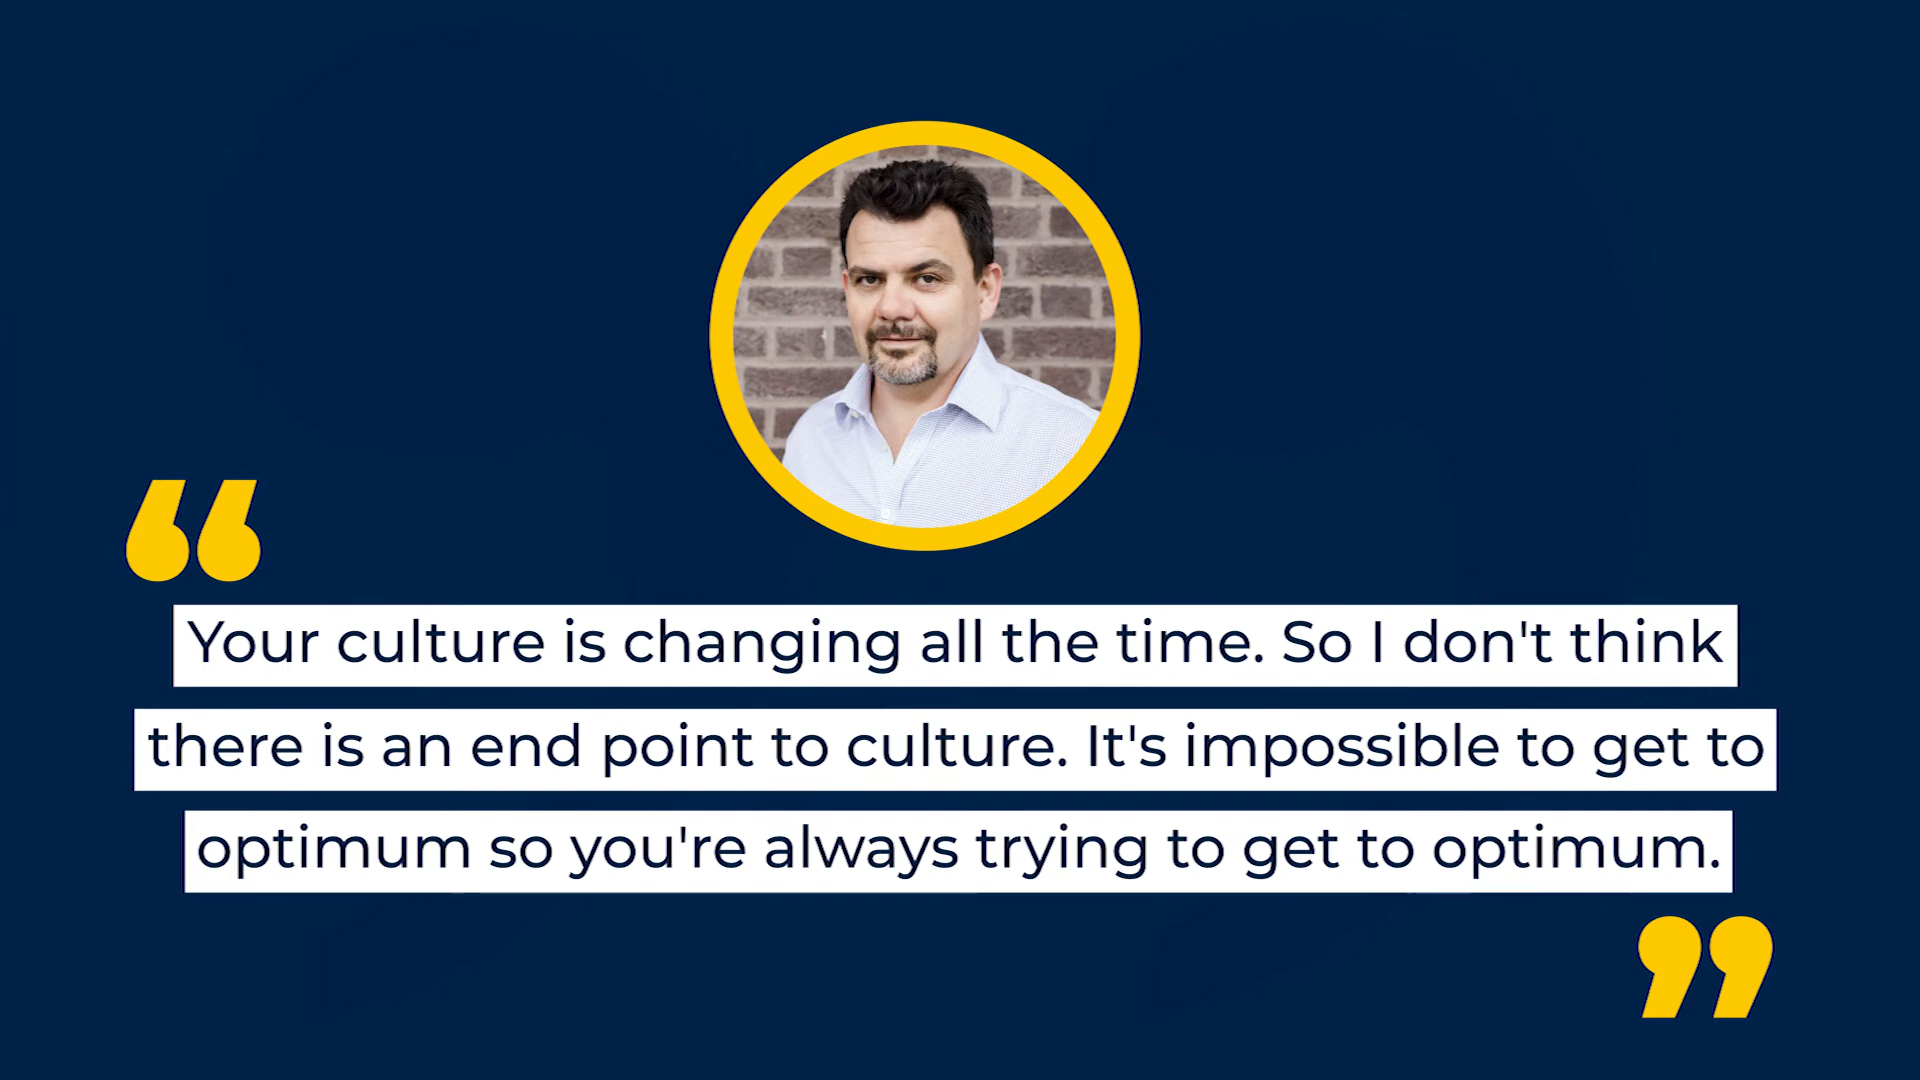 “
Your culture is changing all the time. So I don't think
there is an end point to culture. It's impossible to get to
optimum so you're always trying to get to optimum.
”